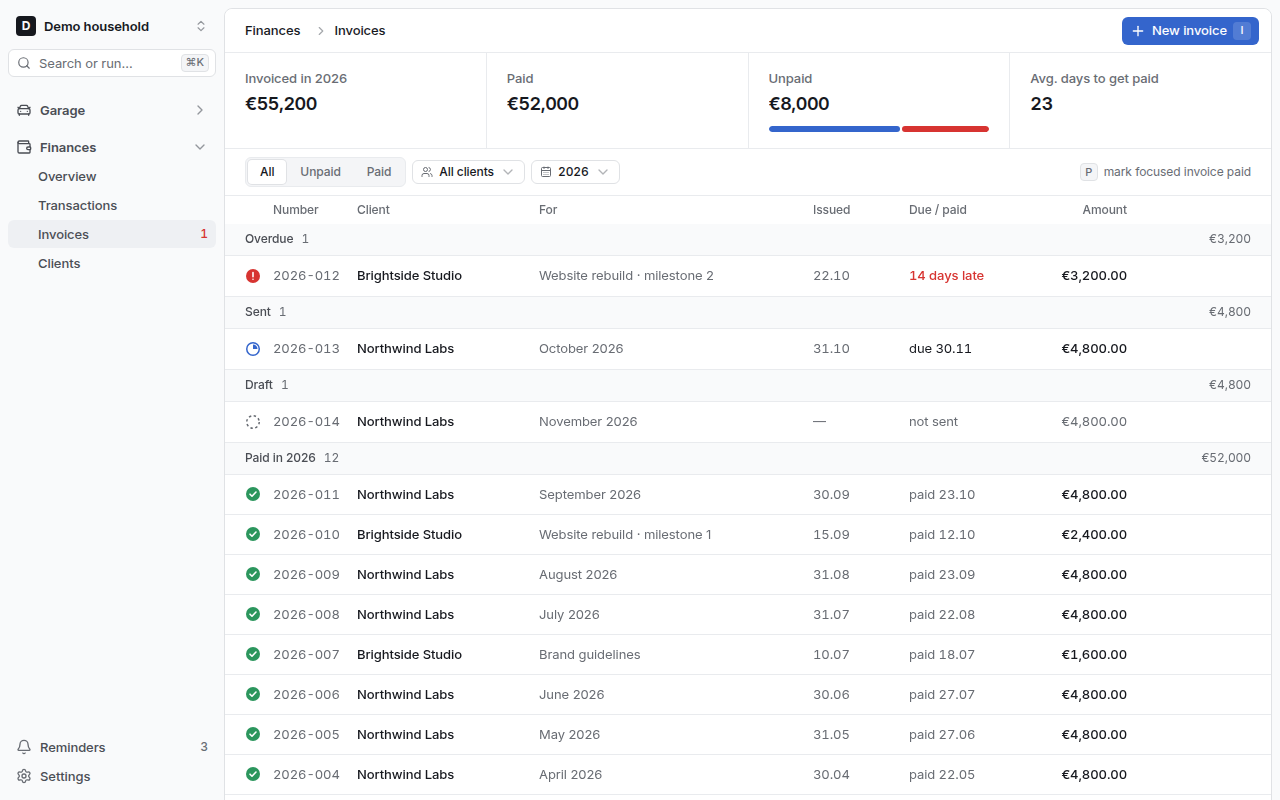 D Demo household
Search or run... ⌘K
Garage
Finances
Overview
Transactions
Invoices 1
Clients
Reminders 3
Settings
Finances > Invoices
+ New invoice I
Invoiced in 2026
€55,200
Paid
€52,000
Unpaid
€8,000
Avg. days to get paid
23
All Unpaid Paid All clients 2026 P mark focused invoice paid
Number Client For Issued Due / paid Amount
Overdue 1 €3,200
2026-012 Brightside Studio Website rebuild · milestone 2 22.10 14 days late €3,200.00
Sent 1 €4,800
2026-013 Northwind Labs October 2026 31.10 due 30.11 €4,800.00
Draft 1 €4,800
2026-014 Northwind Labs November 2026 — not sent €4,800.00
Paid in 2026 12 €52,000
2026-011 Northwind Labs September 2026 30.09 paid 23.10 €4,800.00
2026-010 Brightside Studio Website rebuild · milestone 1 15.09 paid 12.10 €2,400.00
2026-009 Northwind Labs August 2026 31.08 paid 23.09 €4,800.00
2026-008 Northwind Labs July 2026 31.07 paid 22.08 €4,800.00
2026-007 Brightside Studio Brand guidelines 10.07 paid 18.07 €1,600.00
2026-006 Northwind Labs June 2026 30.06 paid 27.07 €4,800.00
2026-005 Northwind Labs May 2026 31.05 paid 27.06 €4,800.00
2026-004 Northwind Labs April 2026 30.04 paid 22.05 €4,800.00